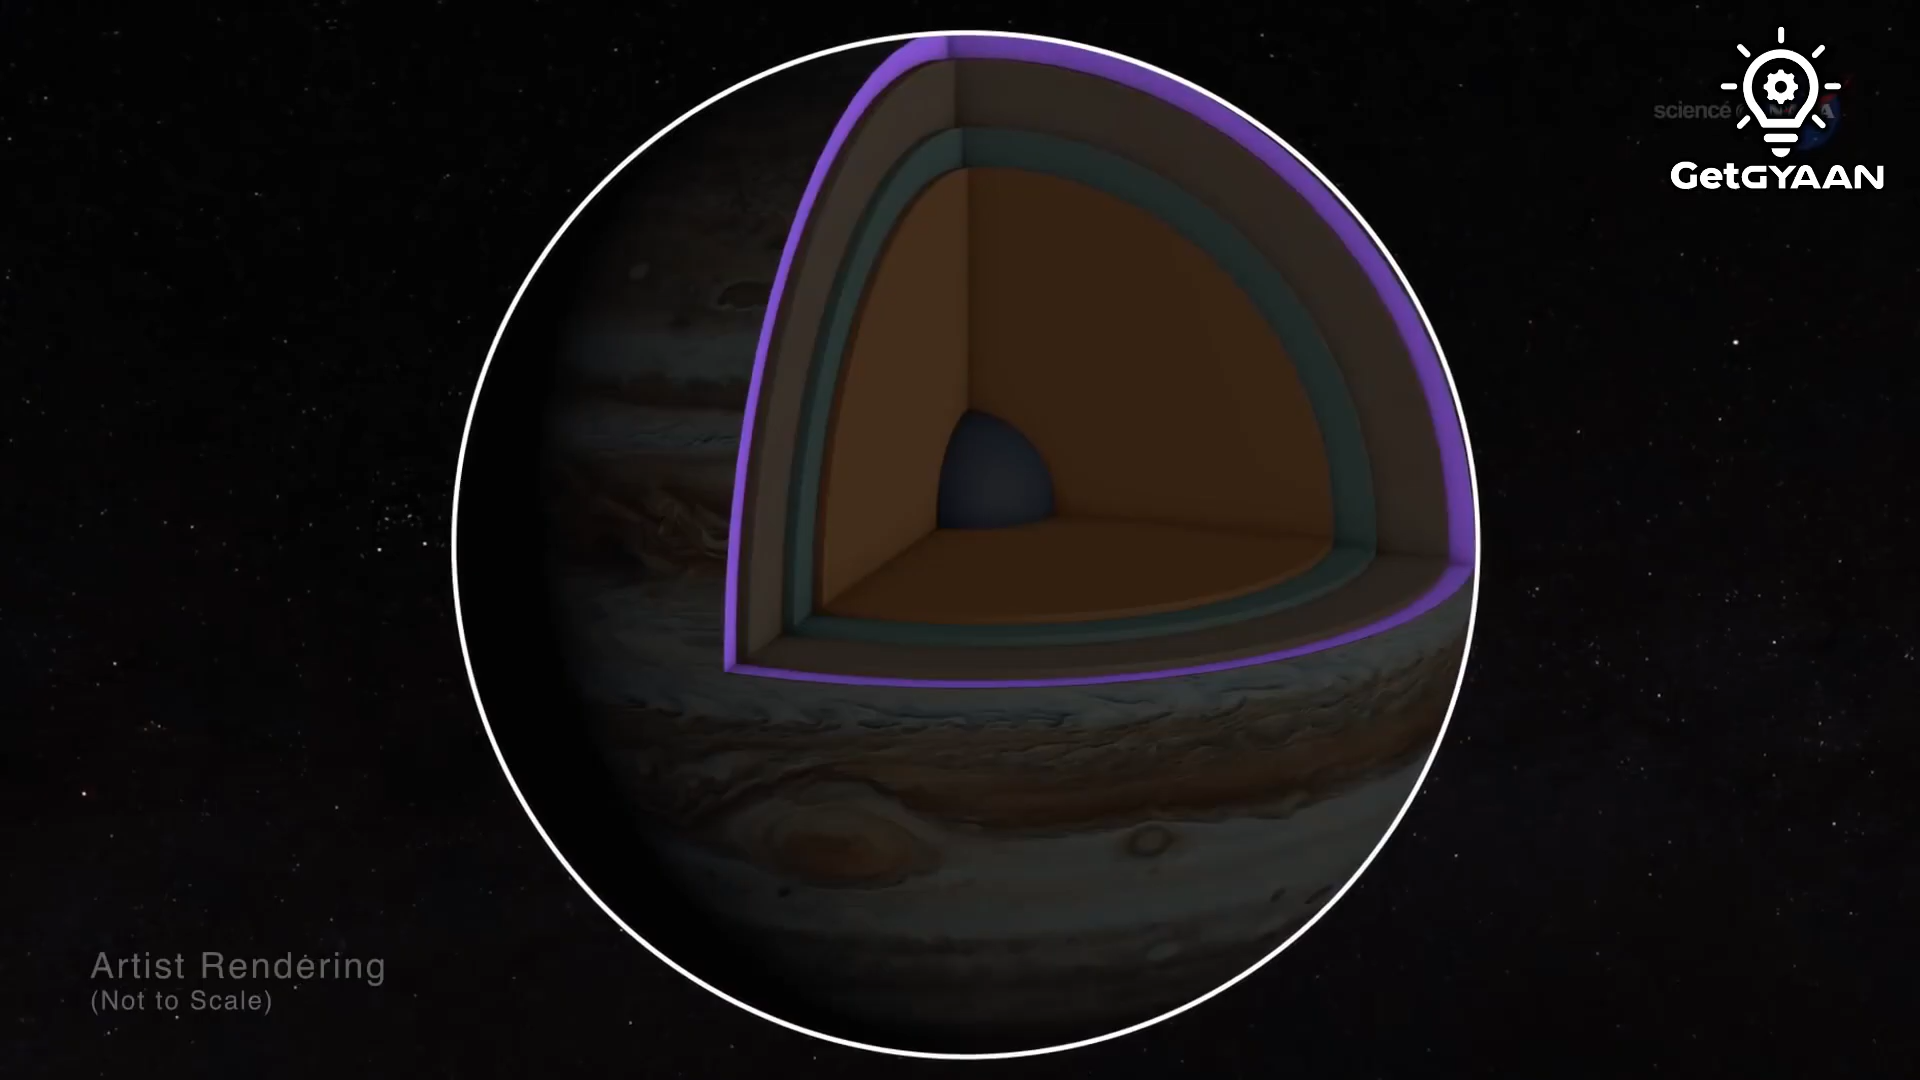 science
GetGYAAN
Artist Rendering
(Not to Scale)